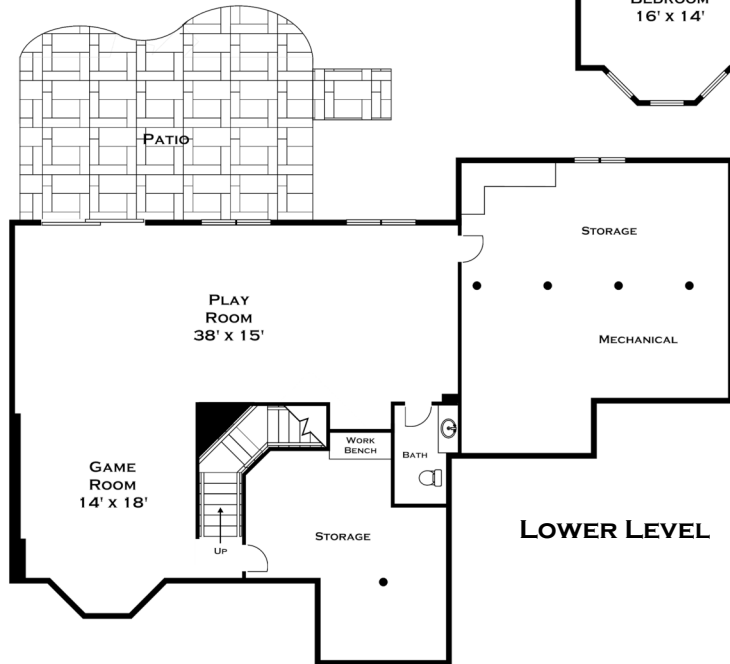 BEDROOM
16' x 14'
PATIO
STORAGE
PLAY
ROOM
38' x 15'
MECHANICAL
WORK
BENCH
BATH
GAME
ROOM
14' x 18'
STORAGE
UP
LOWER LEVEL